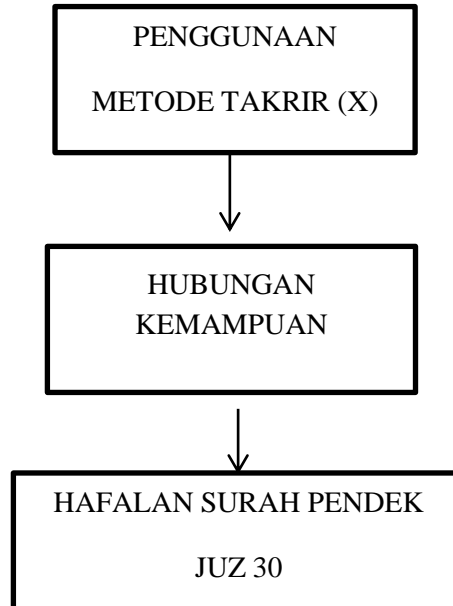 PENGGUNAAN
METODE TAKRIR (X)
HUBUNGAN
KEMAMPUAN
HAFALAN SURAH PENDEK
JUZ 30